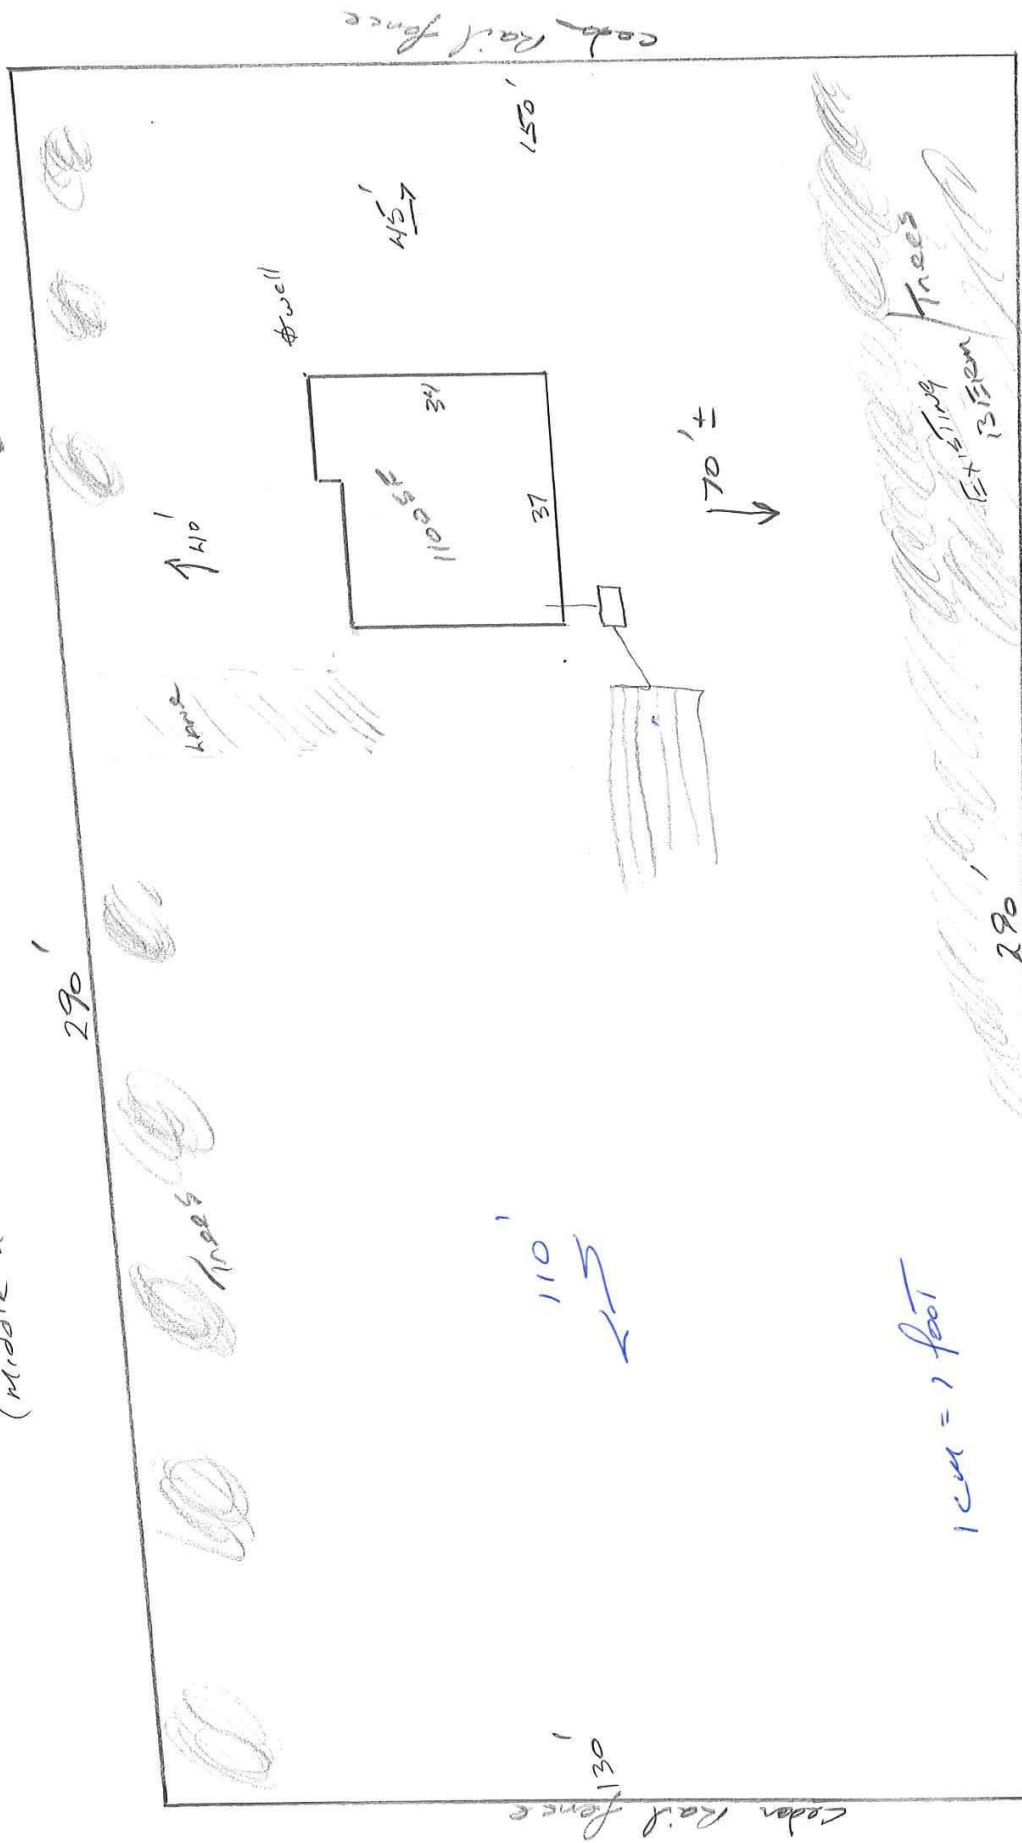 (Middle
290'
Cedar Rail fence
Cedar Rail fence
130'
150'
Trees
Lane
40'
well
45'
1100 SF
34
37
70' ±
110'
1 cm = 1 foot
EXISTING
BERM
Trees
290'